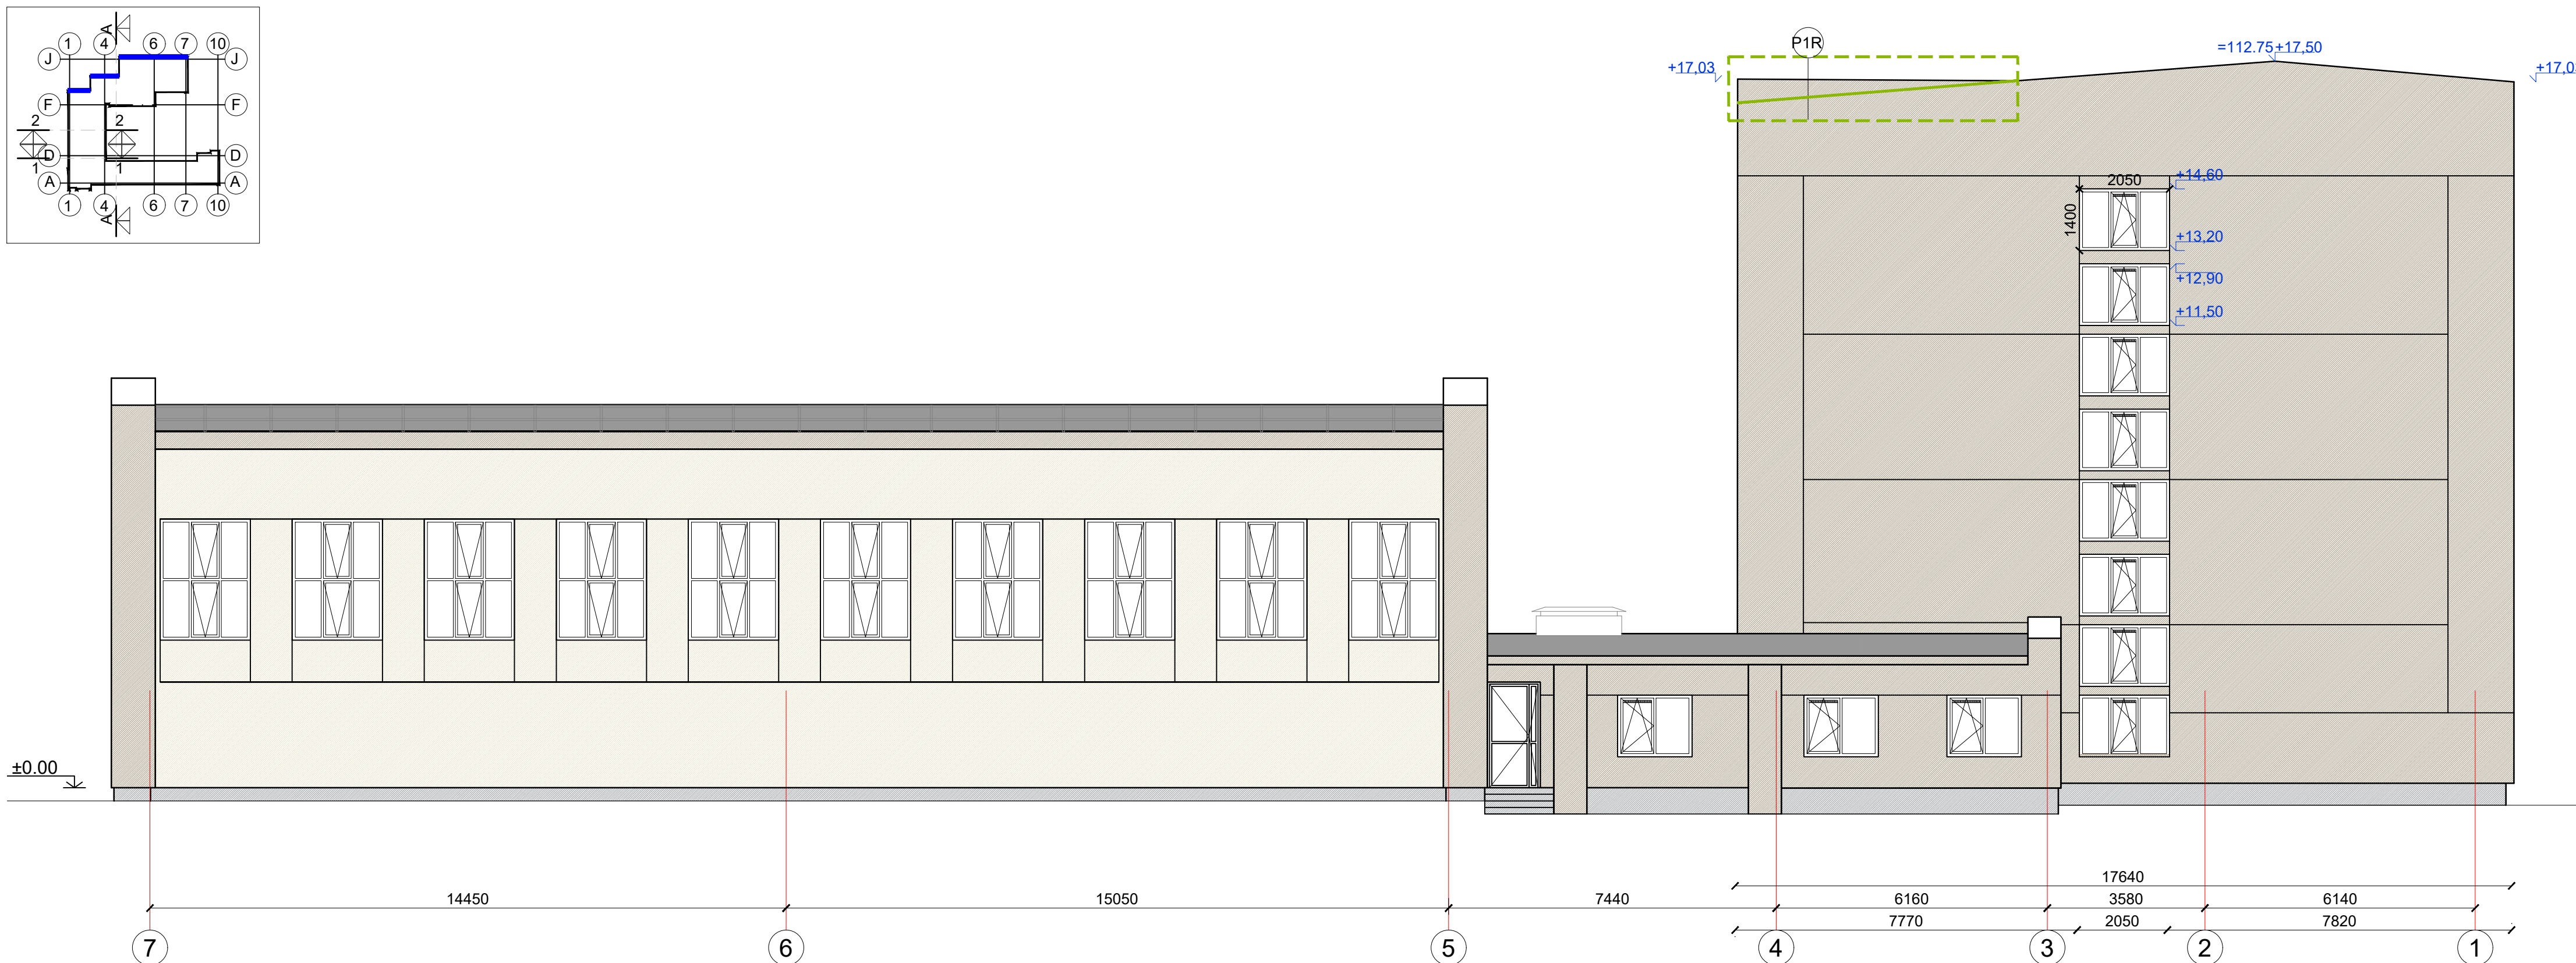 A
1 4 6 7 10
J J
F F
2 2
D D
1 1
A A
1 4 6 7 10
A
P1R
=112.75 +17,50
+17,03
+17,0
2050
+14,60
1400
+13,20
+12,90
+11,50
±0.00
17640
14450 15050 7440 6160 3580 6140
7770 2050 7820
7 6 5 4 3 2 1